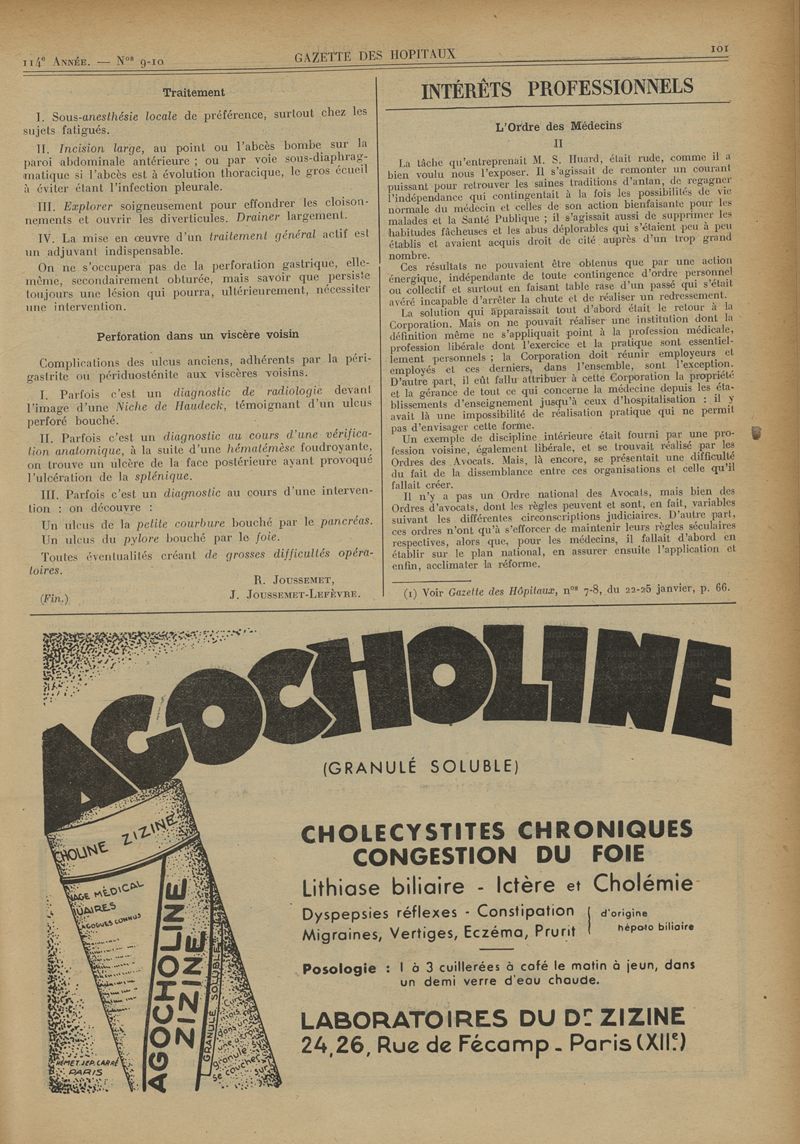 114e ANNÉE. — Nos 9-10
GAZETTE DES HOPITAUX
101
Traitement
I. Sous-anesthésie locale de préférence, surtout chez les
sujets fatigués.
II. Incision large, au point ou l'abcès bombe sur la
paroi abdominale antérieure ; ou par voie sous-diaphrag-
matique si l'abcès est à évolution thoracique, le gros écueil
à éviter étant l'infection pleurale.
III. Explorer soigneusement pour effondrer les cloison-
nements et ouvrir les diverticules. Drainer largement.
IV. La mise en œuvre d'un traitement général actif est
un adjuvant indispensable.
On ne s'occupera pas de la perforation gastrique, elle-
même, secondairement obturée, mais savoir que persiste
toujours une lésion qui pourra, ultérieurement, nécessiter
une intervention.
Perforation dans un viscère voisin
Complications des ulcus anciens, adhérents par la péri-
gastrite ou périduosténite aux viscères voisins.
I. Parfois c'est un diagnostic de radiologie devant
l'image d'une Niche de Haudeck, témoignant d'un ulcus
perforé bouché.
II. Parfois c'est un diagnostic au cours d'une vérifica-
tion anatomique, à la suite d'une hématémèse foudroyante,
on trouve un ulcère de la face postérieure ayant provoqué
l'ulcération de la splénique.
III. Parfois c'est un diagnostic au cours d'une interven-
tion : on découvre :
Un ulcus de la petite courbure bouché par le pancréas.
Un ulcus du pylore bouché par le foie.
Toutes éventualités créant de grosses difficultés opéra-
toires.
R. JOUSSEMET,
(Fin.) J. JOUSSEMET-LEFÈVRE.
INTÉRÊTS PROFESSIONNELS
L'Ordre des Médecins
II
La tâche qu'entreprenait M. S. Huard, était rude, comme il a
bien voulu nous l'exposer. Il s'agissait de remonter un courant
puissant pour retrouver les saines traditions d'antan, de regagner
l'indépendance qui contingentait à la fois les possibilités de vie
normale du médecin et celles de son action bienfaisante pour les
malades et la Santé Publique ; il s'agissait aussi de supprimer les
habitudes fâcheuses et les abus déplorables qui s'étaient peu à peu
établis et avaient acquis droit de cité auprès d'un trop grand
nombre.
Ces résultats ne pouvaient être obtenus que par une action
énergique, indépendante de toute contingence d'ordre personnel
ou collectif et surtout en faisant table rase d'un passé qui s'était
avéré incapable d'arrêter la chute et de réaliser un redressement.
La solution qui apparaissait tout d'abord était le retour à la
Corporation. Mais on ne pouvait réaliser une institution dont la
définition même ne s'appliquait point à la profession médicale,
profession libérale dont l'exercice et la pratique sont essentiel-
lement personnels ; la Corporation doit réunir employeurs et
employés et ces derniers, dans l'ensemble, sont l'exception.
D'autre part, il eût fallu attribuer à cette Corporation la propriété
et la gérance de tout ce qui concerne la médecine depuis les éta-
blissements d'enseignement jusqu'à ceux d'hospitalisation : il y
avait là une impossibilité de réalisation pratique qui ne permit
pas d'envisager cette forme.
Un exemple de discipline intérieure était fourni par une pro-
fession voisine, également libérale, et se trouvait réalisé par les
Ordres des Avocats. Mais, là encore, se présentait une difficulté
du fait de la dissemblance entre ces organisations et celle qu'il
fallait créer.
Il n'y a pas un Ordre national des Avocats, mais bien des
Ordres d'avocats, dont les règles peuvent et sont, en fait, variables
suivant les différentes circonscriptions judiciaires. D'autre part,
ces ordres n'ont qu'à s'efforcer de maintenir leurs règles séculaires
respectives, alors que, pour les médecins, il fallait d'abord en
établir sur le plan national, en assurer ensuite l'application et
enfin, acclimater la réforme.
(1) Voir Gazette des Hôpitaux, nos 7-8, du 22-25 janvier, p. 66.
AGOCHOLINE
(GRANULÉ SOLUBLE)
CHOLINE ZIZINE
AGE MÉDICAL
AGOCHOLINE
ZIZINE
GRANULÉ SOLUBLE
PARIS
CHOLECYSTITES CHRONIQUES
CONGESTION DU FOIE
Lithiase biliaire - Ictère et Cholémie
Dyspepsies réflexes - Constipation
Migraines, Vertiges, Eczéma, Prurit
d'origine
hépato biliaire
Posologie : 1 à 3 cuillerées à café le matin à jeun, dans
un demi verre d'eau chaude.
LABORATOIRES DU Dr ZIZINE
24,26, Rue de Fécamp - Paris (XIIe)